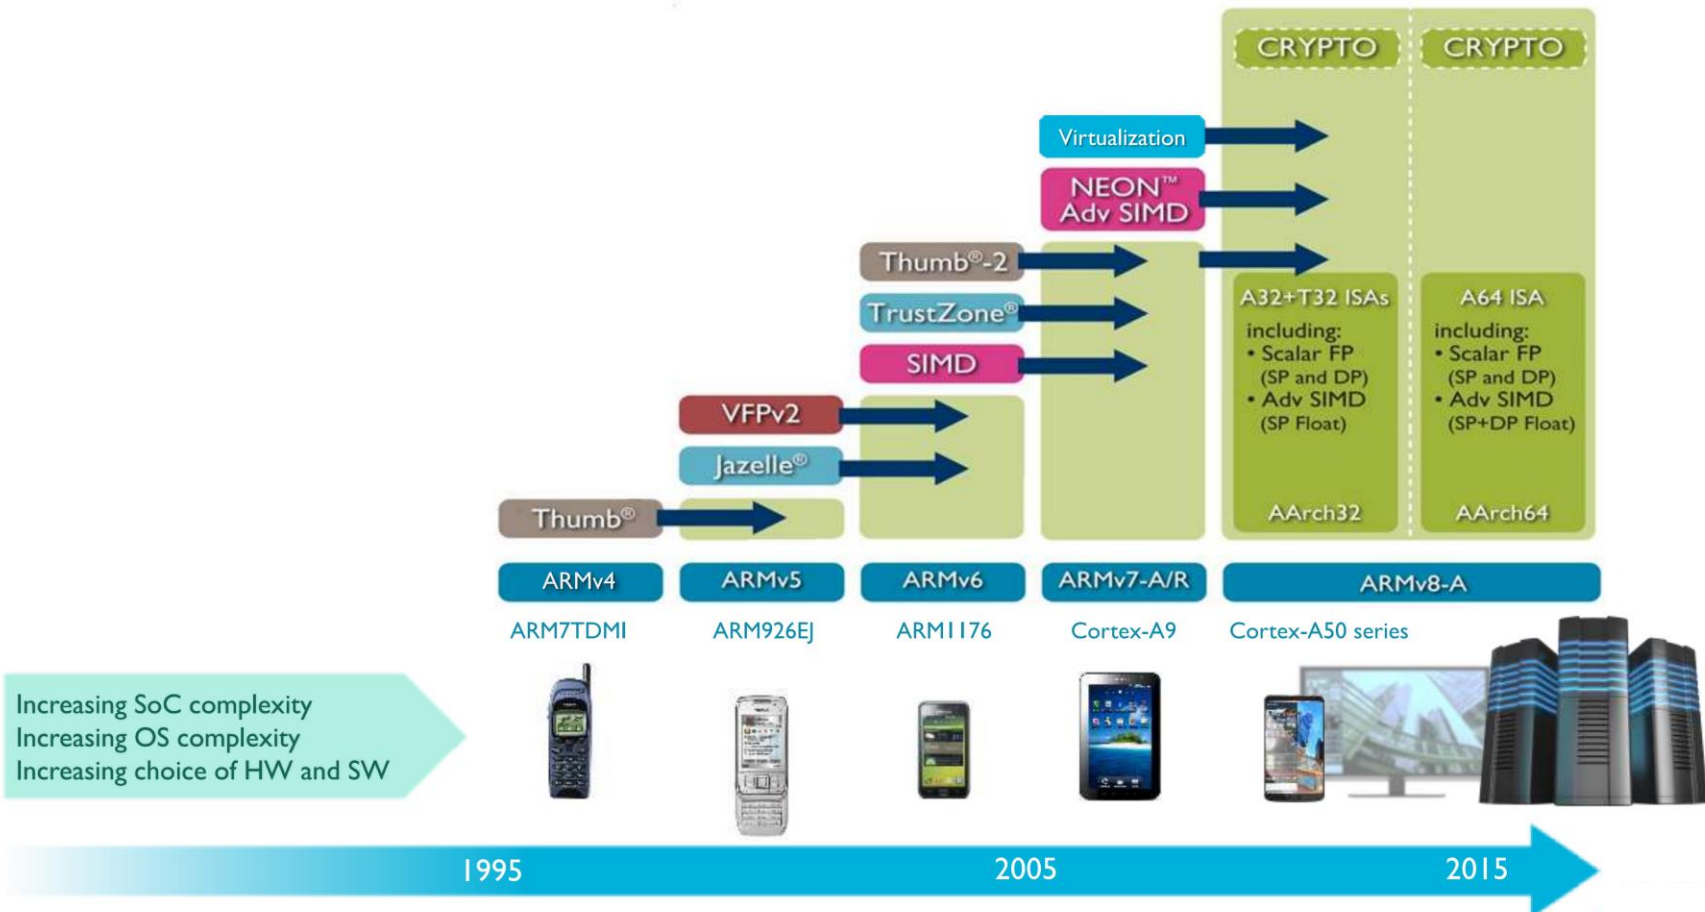 CRYPTO
CRYPTO
Virtualization
NEON™
Adv SIMD
Thumb®-2
TrustZone®
SIMD
VFPv2
Jazelle®
Thumb®
A32+T32 ISAs
including:
• Scalar FP
(SP and DP)
• Adv SIMD
(SP Float)
AArch32
A64 ISA
including:
• Scalar FP
(SP and DP)
• Adv SIMD
(SP+DP Float)
AArch64
ARMv4
ARMv5
ARMv6
ARMv7-A/R
ARMv8-A
ARM7TDMI
ARM926EJ
ARM1176
Cortex-A9
Cortex-A50 series
Increasing SoC complexity
Increasing OS complexity
Increasing choice of HW and SW
1995
2005
2015